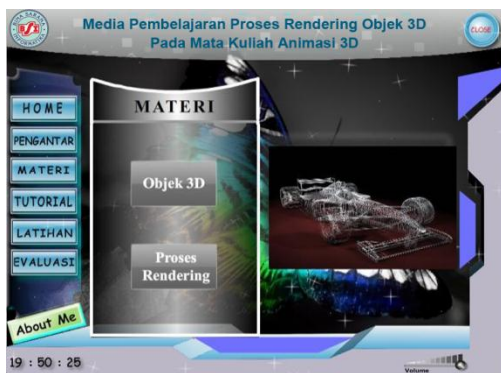 Media Pembelajaran Proses Rendering Objek 3D
Pada Mata Kuliah Animasi 3D
CLOSE
HOME
PENGANTAR
MATERI
TUTORIAL
LATIHAN
EVALUASI
About Me
MATERI
Objek 3D
Proses
Rendering
19 : 50 : 25
Volume